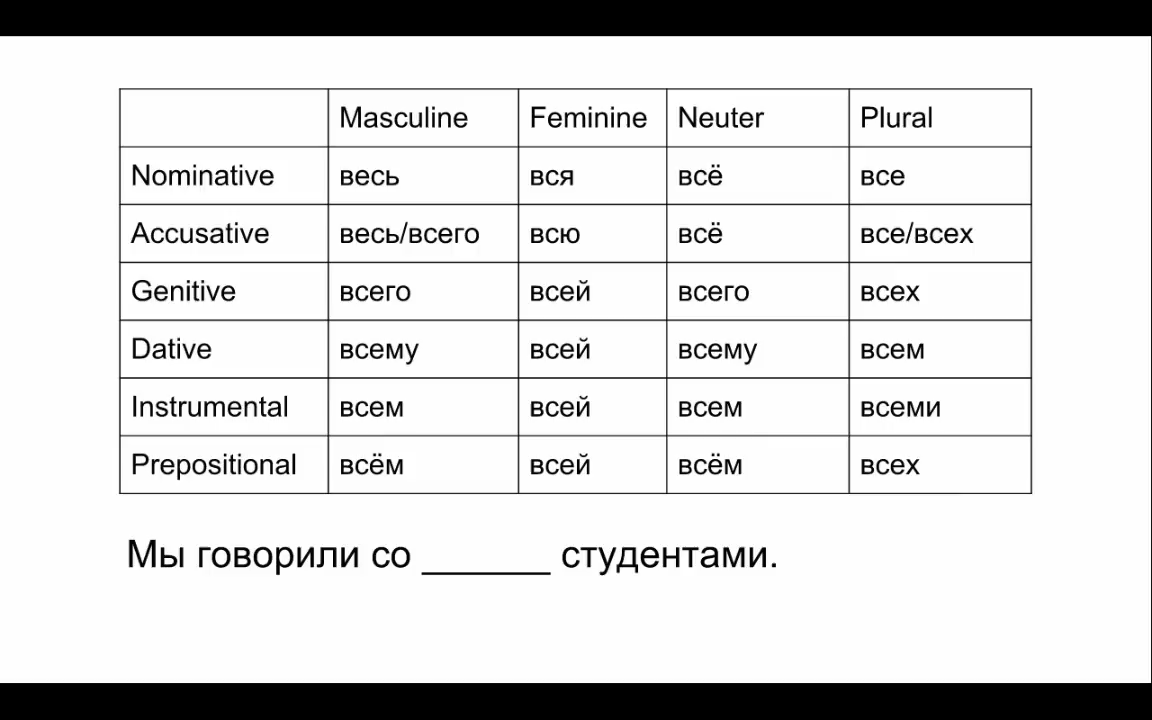 Masculine Feminine Neuter Plural
Nominative весь вся всё все
Accusative весь/всего всю всё все/всех
Genitive всего всей всего всех
Dative всему всей всему всем
Instrumental всем всей всем всеми
Prepositional всём всей всём всех
Мы говорили со ______ студентами.